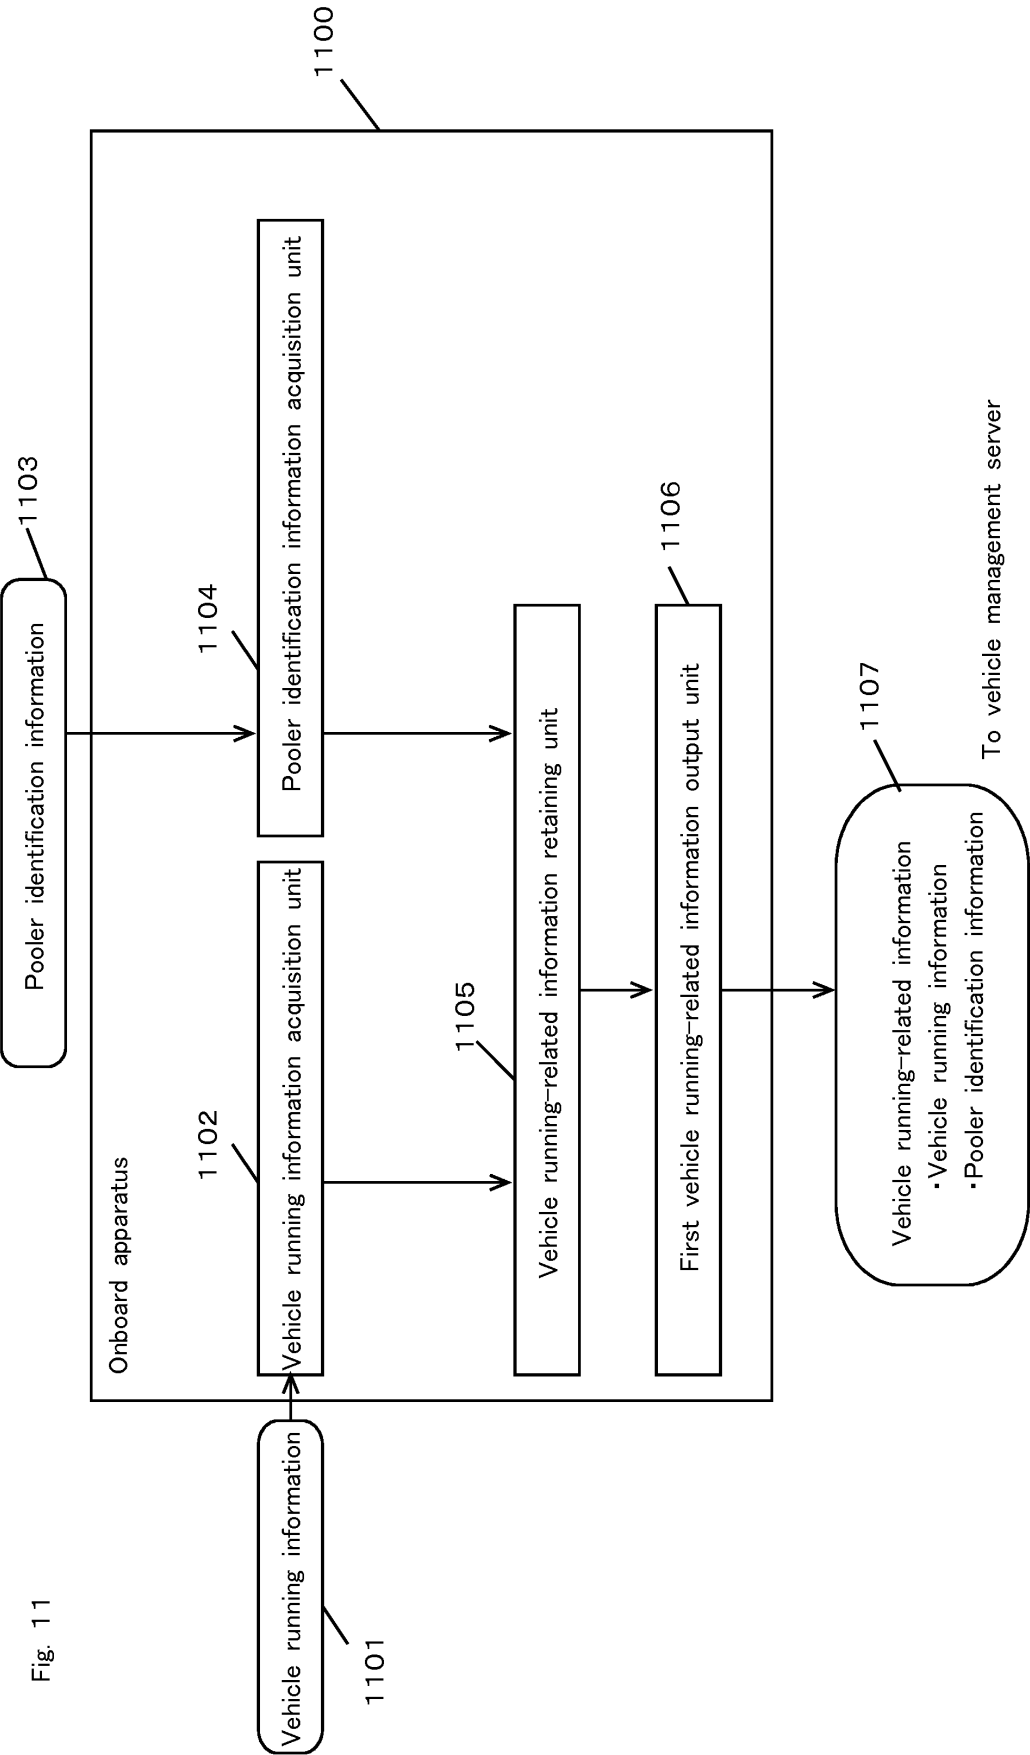 Fig. 11
Pooler identification information
1103
Onboard apparatus
1100
1102
1104
Vehicle running information
1101
Vehicle running information acquisition unit
Pooler identification information acquisition unit
1105
Vehicle running-related information retaining unit
1106
First vehicle running-related information output unit
1107
Vehicle running-related information
・Vehicle running information
・Pooler identification information
To vehicle management server